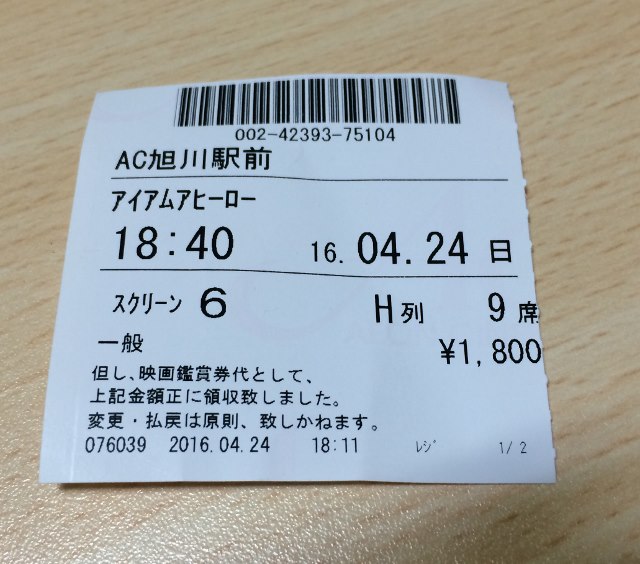 002-42393-75104
AC旭川駅前
アイアムアヒーロー
18:40 16.04.24 日
スクリーン 6 H列 9席
一般
¥1,800
但し、映画鑑賞券代として、
上記金額正に領収致しました。
変更・払戻は原則、致しかねます。
076039 2016.04.24 18:11 レジ 1/2